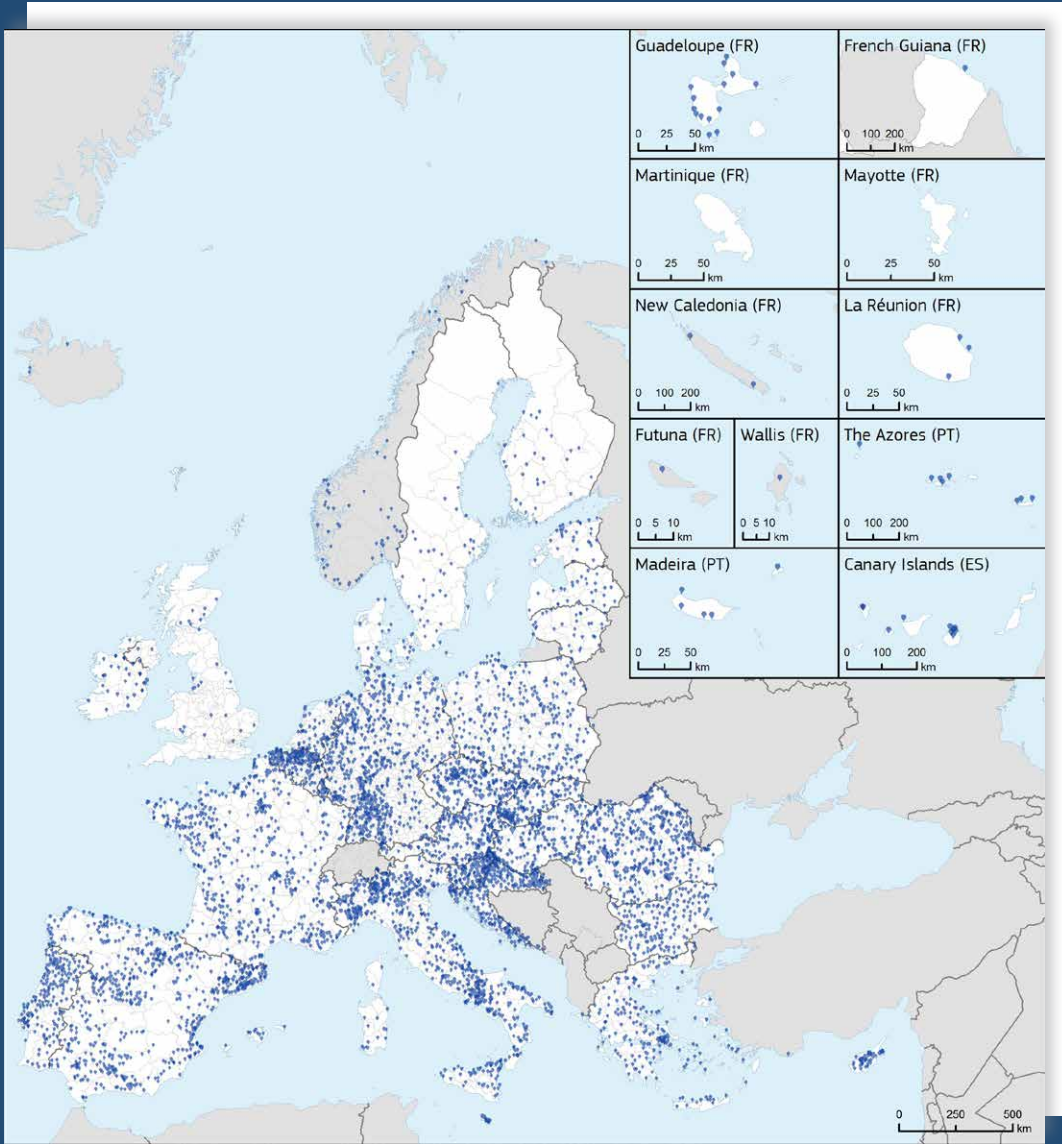 Guadeloupe (FR)
0 25 50
km
French Guiana (FR)
0 100 200
km
Martinique (FR)
0 25 50
km
Mayotte (FR)
0 50
km
New Caledonia (FR)
0 100 200
km
La Réunion (FR)
0 25 50
km
Futuna (FR)
0 5 10
km
Wallis (FR)
0 5 10
km
The Azores (PT)
0 100 200
km
Madeira (PT)
0 25 50
km
Canary Islands (ES)
0 100 200
km
0 250 500
km